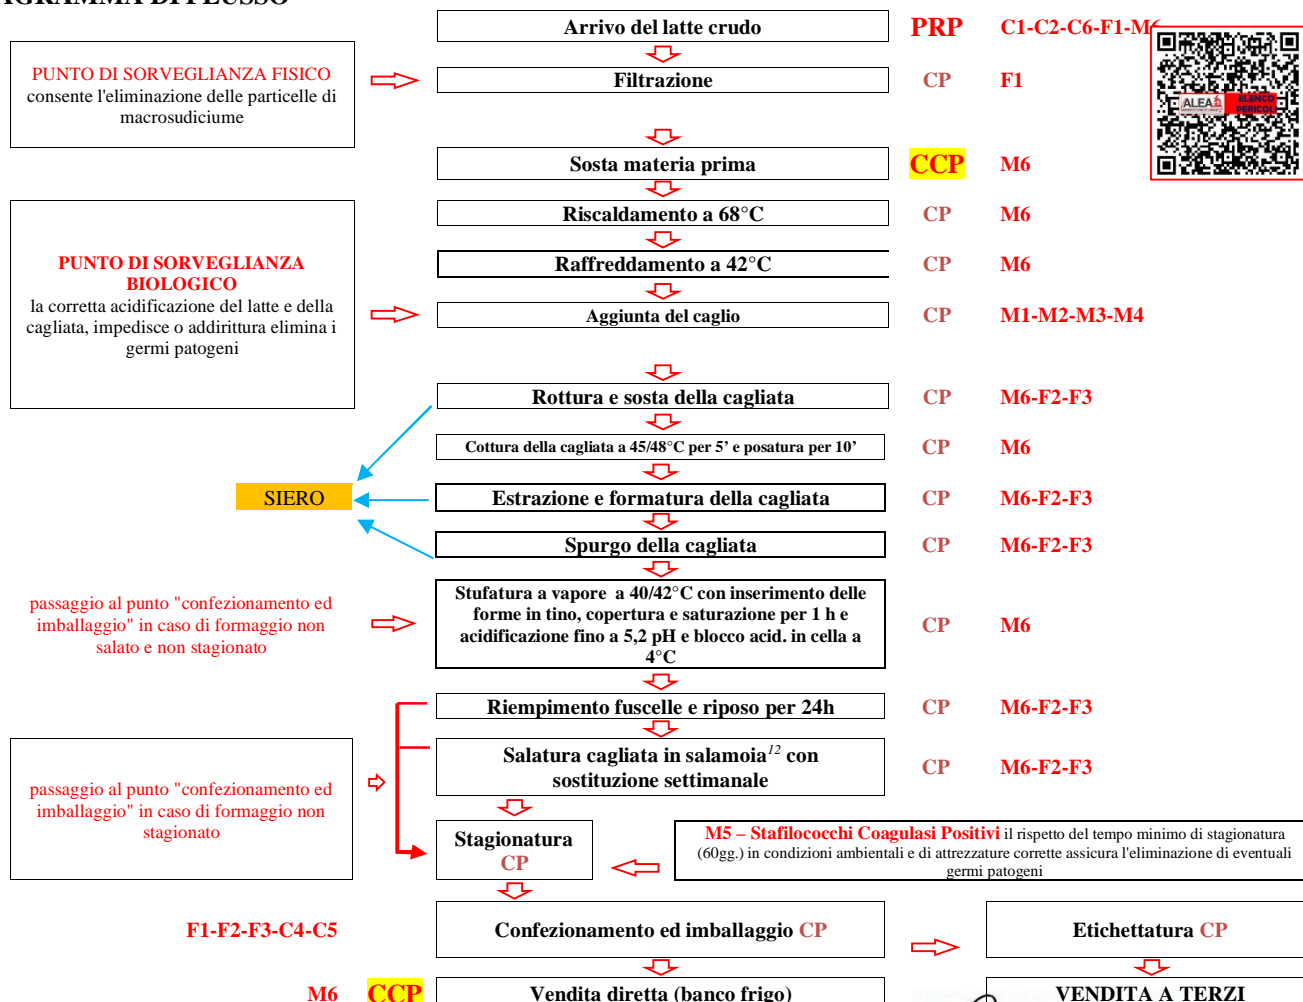 AGRAMMA DI FLUSSO
Arrivo del latte crudo
PRP
C1-C2-C6-F1-M6
PUNTO DI SORVEGLIANZA FISICO
consente l'eliminazione delle particelle di
macrosudiciume
Filtrazione
CP
F1
ALEA
ELENCO
PERICOLI
Sosta materia prima
CCP
M6
Riscaldamento a 68°C
CP
M6
PUNTO DI SORVEGLIANZA
BIOLOGICO
la corretta acidificazione del latte e della
cagliata, impedisce o addirittura elimina i
germi patogeni
Raffreddamento a 42°C
CP
M6
Aggiunta del caglio
CP
M1-M2-M3-M4
Rottura e sosta della cagliata
CP
M6-F2-F3
Cottura della cagliata a 45/48°C per 5’ e posatura per 10’
CP
M6
SIERO
Estrazione e formatura della cagliata
CP
M6-F2-F3
Spurgo della cagliata
CP
M6-F2-F3
passaggio al punto "confezionamento ed
imballaggio" in caso di formaggio non
salato e non stagionato
Stufatura a vapore a 40/42°C con inserimento delle
forme in tino, copertura e saturazione per 1 h e
acidificazione fino a 5,2 pH e blocco acid. in cella a
4°C
CP
M6
Riempimento fuscelle e riposo per 24h
CP
M6-F2-F3
Salatura cagliata in salamoia12 con
sostituzione settimanale
CP
M6-F2-F3
passaggio al punto "confezionamento ed
imballaggio" in caso di formaggio non
stagionato
Stagionatura
CP
M5 – Stafilococchi Coagulasi Positivi il rispetto del tempo minimo di stagionatura
(60gg.) in condizioni ambientali e di attrezzature corrette assicura l'eliminazione di eventuali
germi patogeni
F1-F2-F3-C4-C5
Confezionamento ed imballaggio CP
Etichettatura CP
M6
CCP
Vendita diretta (banco frigo)
VENDITA A TERZI